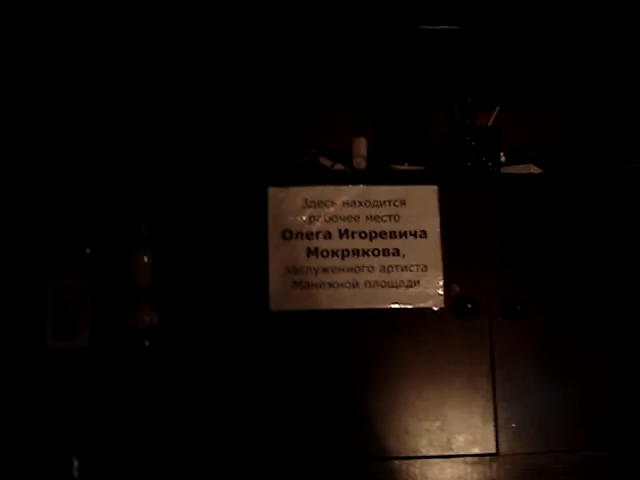 Здесь находится
рабочее место
Олега Игоревича
Мокрякова,
заслуженного артиста
Манежной площади